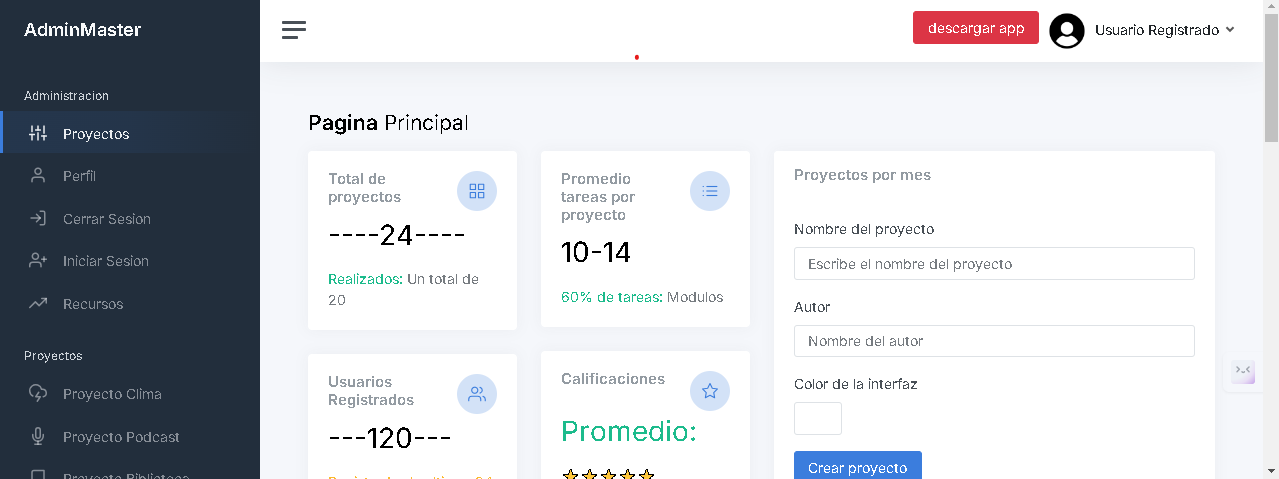 AdminMaster
Administracion
Proyectos
Perfil
Cerrar Sesion
Iniciar Sesion
Recursos
Proyectos
Proyecto Clima
Proyecto Podcast
Proyecto Biblioteca
descargar app
Usuario Registrado
Pagina Principal
Total de
proyectos
----24----
Realizados: Un total de
20
Promedio
tareas por
proyecto
10-14
60% de tareas: Modulos
Usuarios
Registrados
---120---
Calificaciones
Promedio:
Proyectos por mes
Nombre del proyecto
Escribe el nombre del proyecto
Autor
Nombre del autor
Color de la interfaz
Crear proyecto